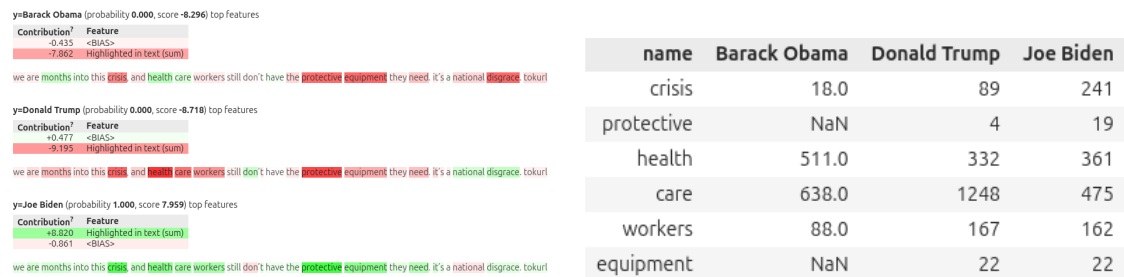 y=Barack Obama (probability 0.000, score -8.296) top features
Contribution? Feature
-0.435 <BIAS>
-7.862 Highlighted in text (sum)
we are months into this crisis, and health care workers still don't have the protective equipment they need. it's a national disgrace. tokurl
y=Donald Trump (probability 0.000, score -8.718) top features
Contribution? Feature
+0.477 <BIAS>
-9.195 Highlighted in text (sum)
we are months into this crisis, and health care workers still don't have the protective equipment they need. it's a national disgrace. tokurl
y=Joe Biden (probability 1.000, score 7.959) top features
Contribution? Feature
+8.820 Highlighted in text (sum)
-0.861 <BIAS>
we are months into this crisis, and health care workers still don't have the protective equipment they need. it's a national disgrace. tokurl
name Barack Obama Donald Trump Joe Biden
crisis 18.0 89 241
protective NaN 4 19
health 511.0 332 361
care 638.0 1248 475
workers 88.0 167 162
equipment NaN 22 22